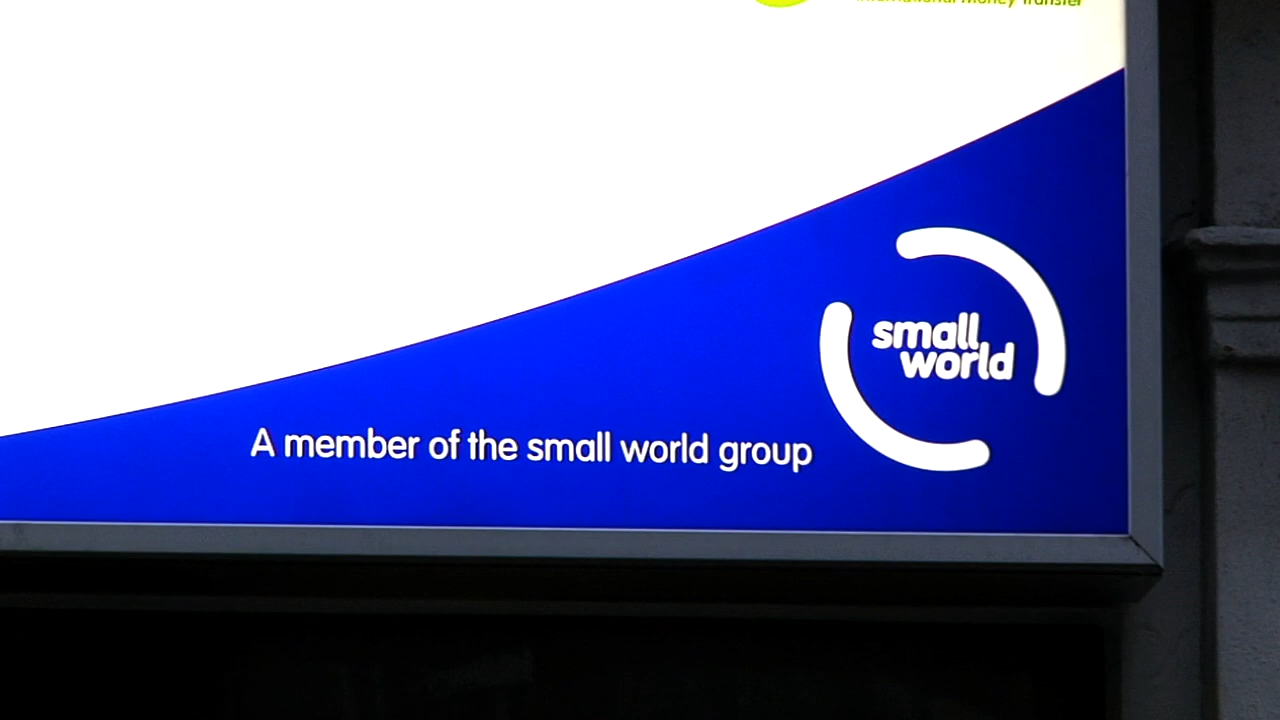 International Money Transfer
small
world
A member of the small world group